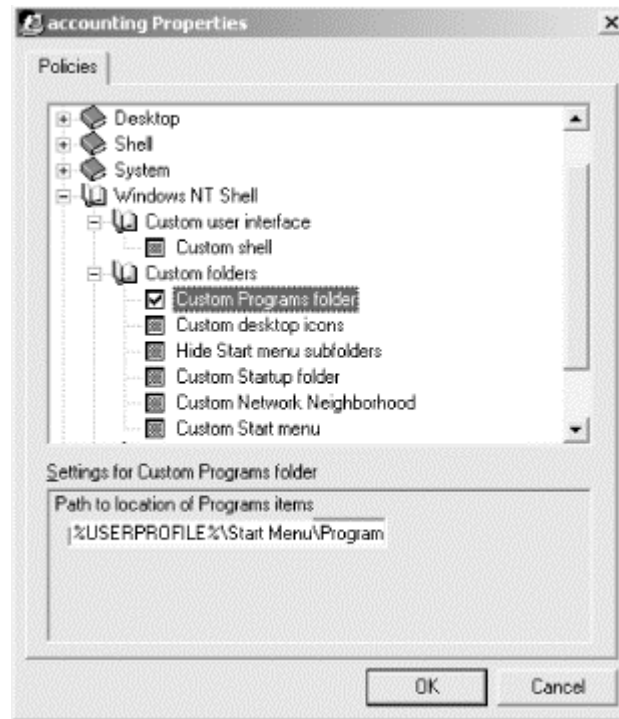 accounting Properties
Policies
Desktop
Shell
System
Windows NT Shell
Custom user interface
Custom shell
Custom folders
Custom Programs folder
Custom desktop icons
Hide Start menu subfolders
Custom Startup folder
Custom Network Neighborhood
Custom Start menu
Settings for Custom Programs folder
Path to location of Programs items
%USERPROFILE%\Start Menu\Program
OK Cancel